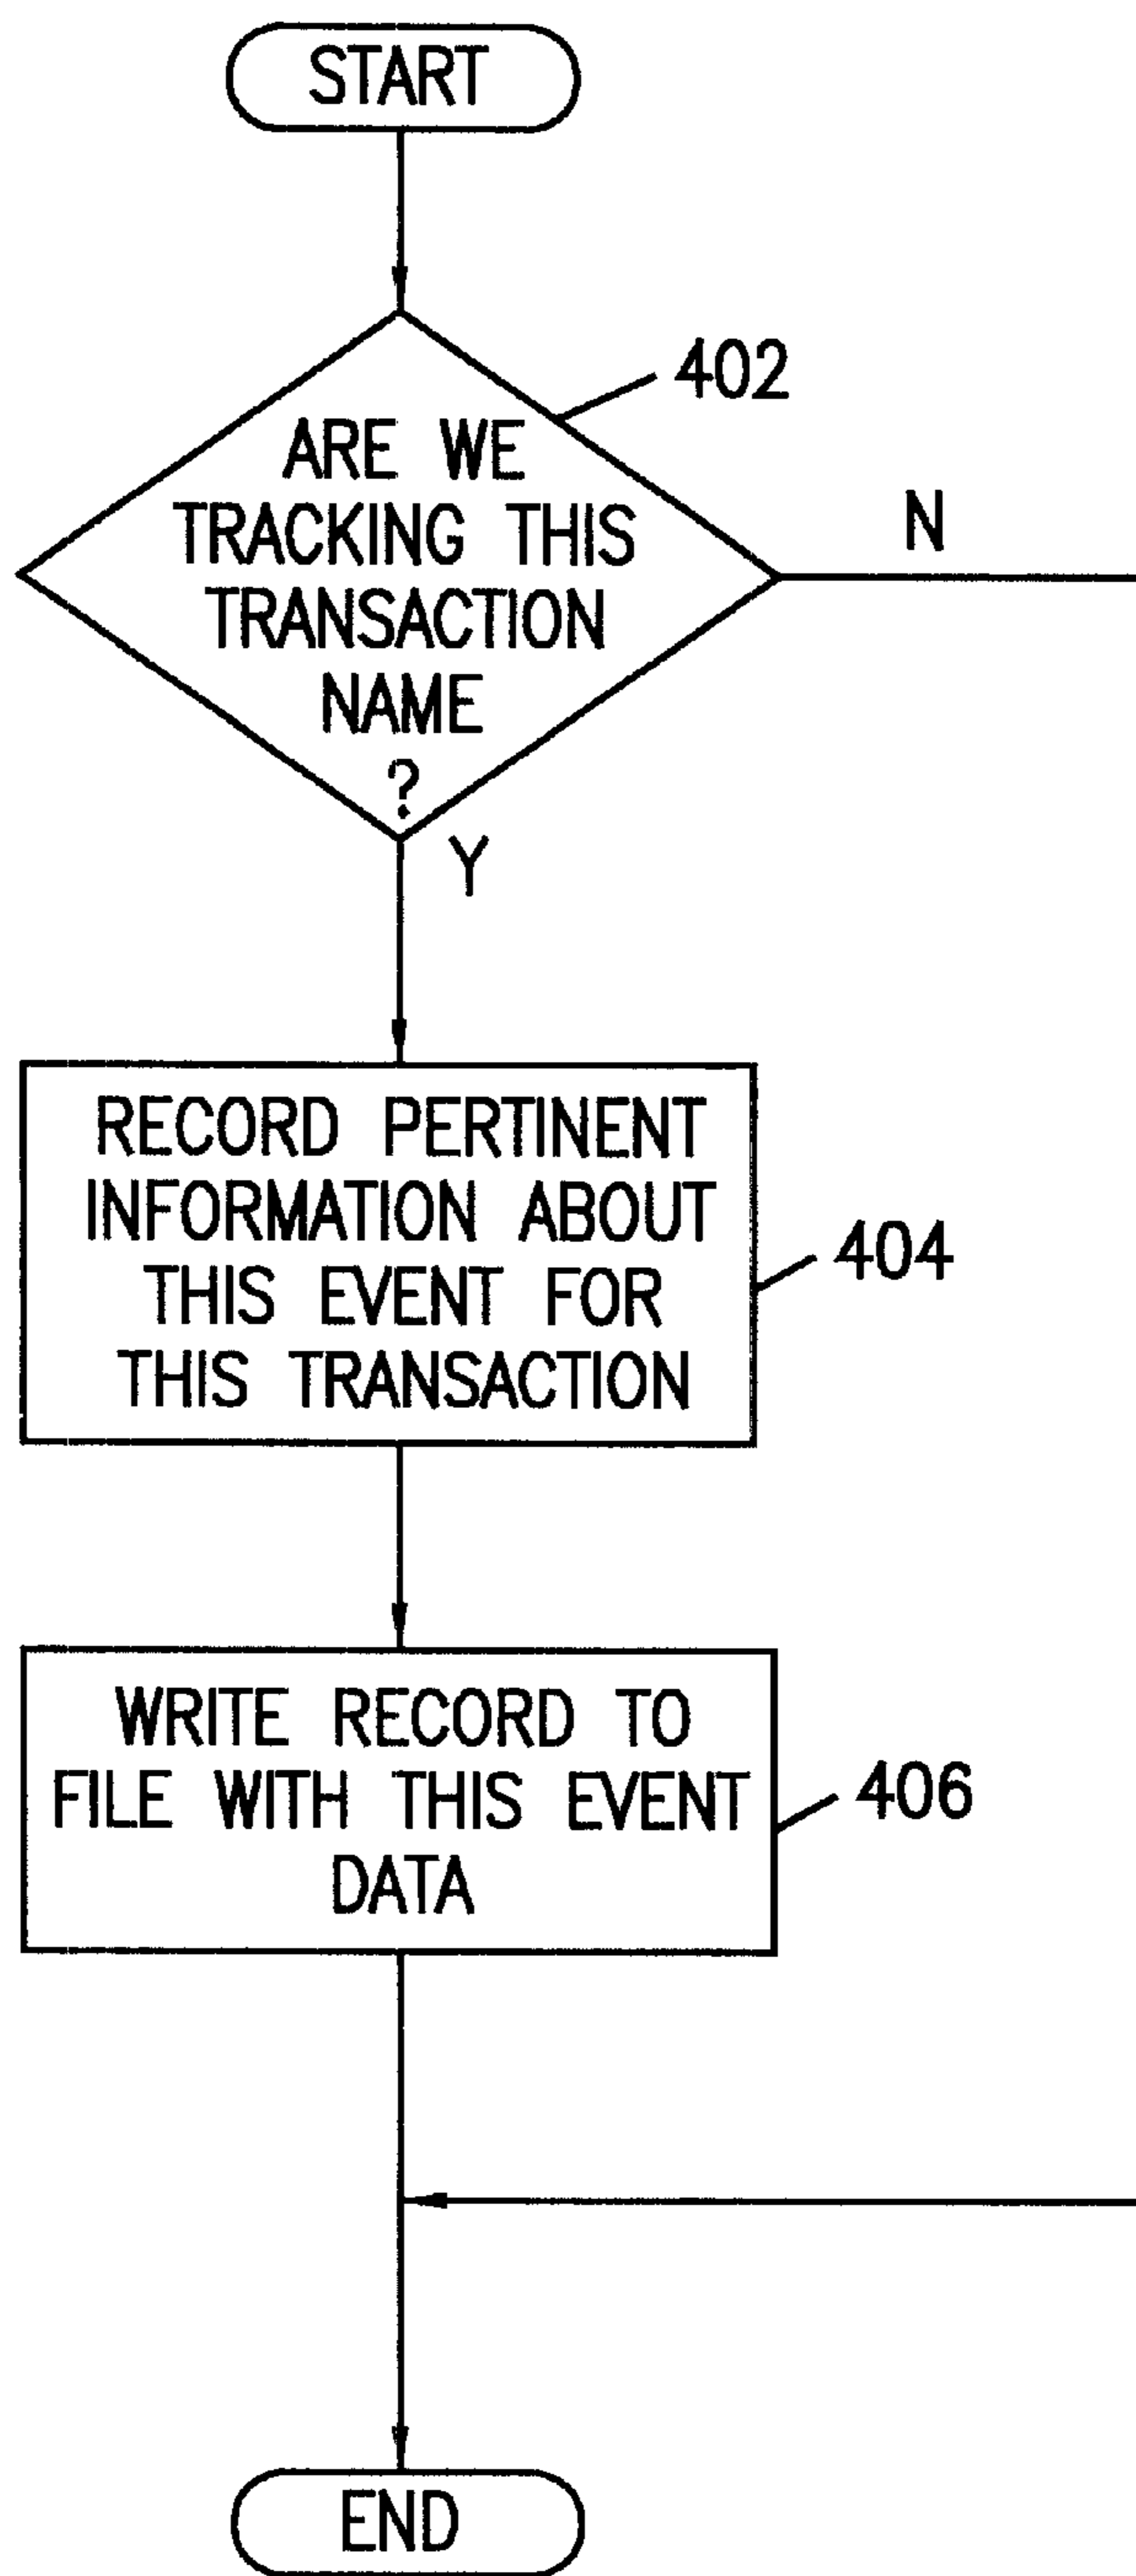 START
402
ARE WE
TRACKING THIS
TRANSACTION
NAME
?
N
Y
RECORD PERTINENT
INFORMATION ABOUT
THIS EVENT FOR
THIS TRANSACTION
404
WRITE RECORD TO
FILE WITH THIS EVENT
DATA
406
END